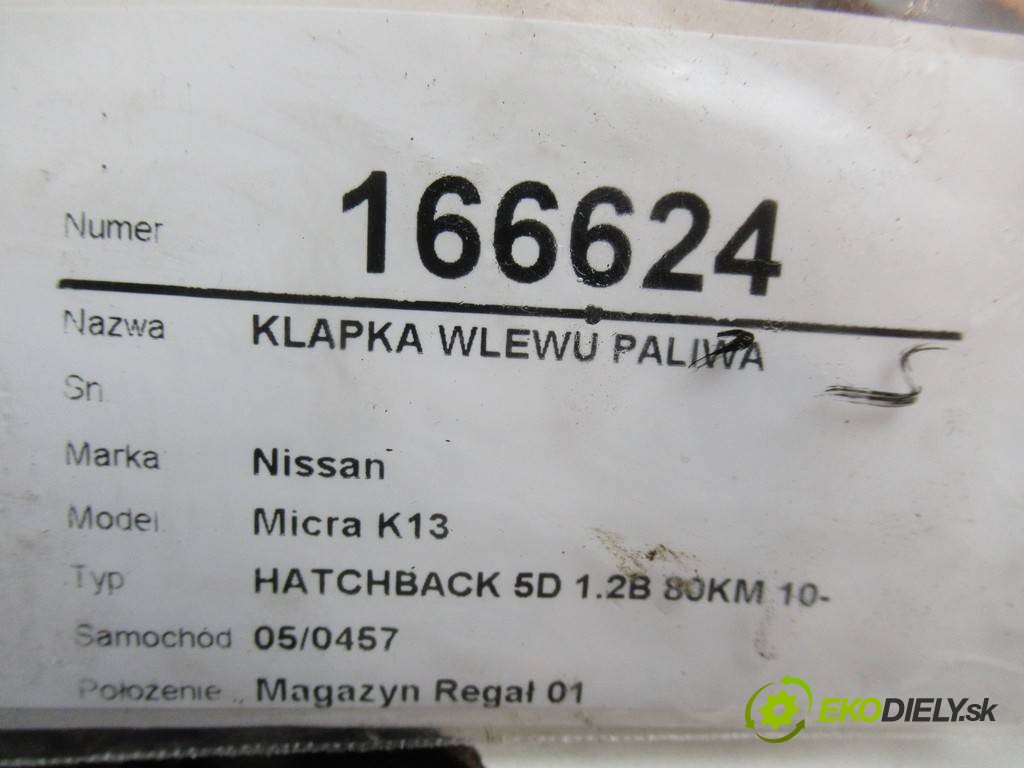 Numer 166624
Nazwa KLAPKA WLEWU PALIWA
Sn.
Marka Nissan
Model Micra K13
Typ HATCHBACK 5D 1.2B 80KM 10-
Samochód 05/0457
Położenie .. Magazyn Regał 01
EKODIELY.sk